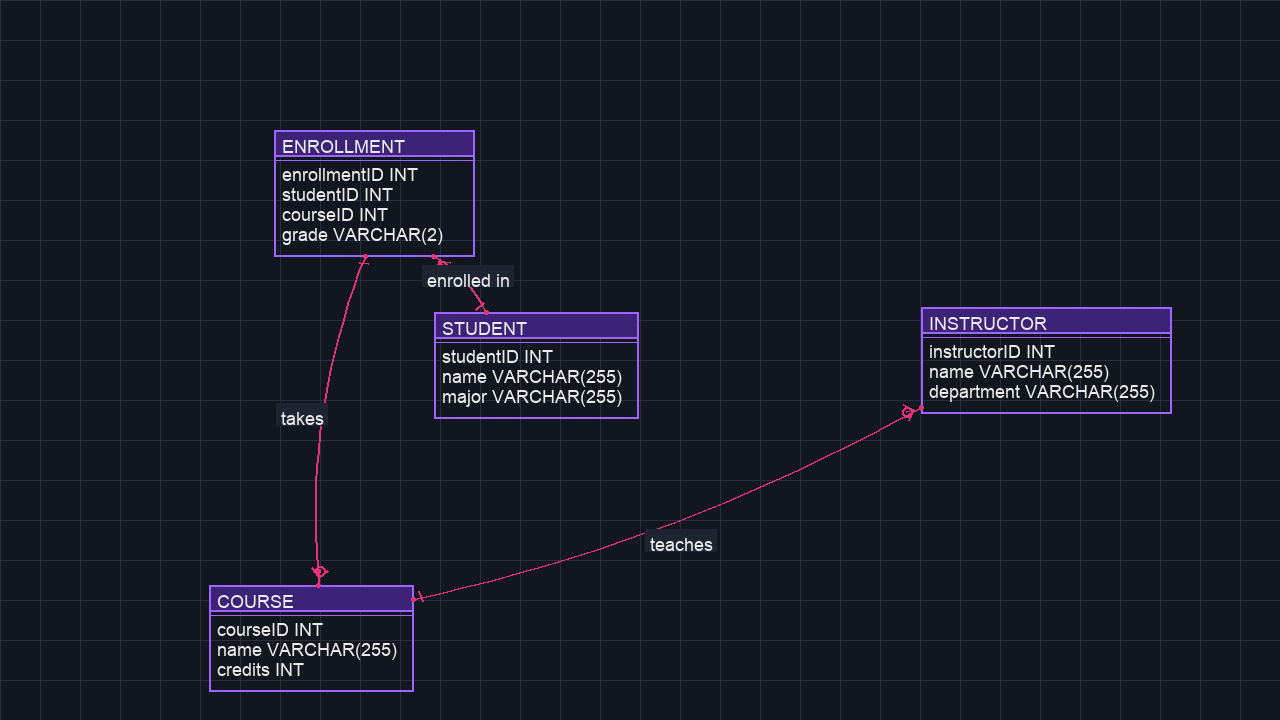 ENROLLMENT
enrollmentID INT
studentID INT
courseID INT
grade VARCHAR(2)
enrolled in
STUDENT
studentID INT
name VARCHAR(255)
major VARCHAR(255)
INSTRUCTOR
instructorID INT
name VARCHAR(255)
department VARCHAR(255)
takes
teaches
COURSE
courseID INT
name VARCHAR(255)
credits INT